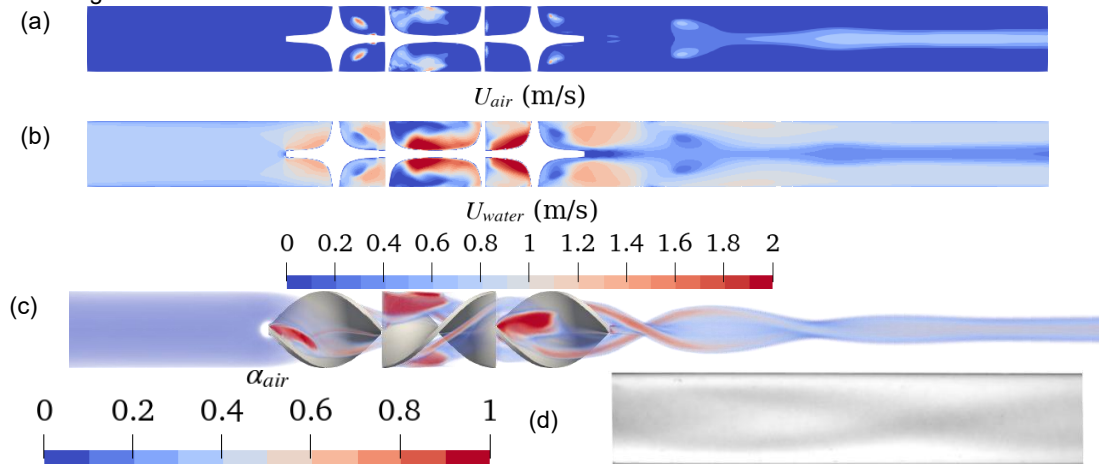 (a)
U_air (m/s)
(b)
U_water (m/s)
0 0.2 0.4 0.6 0.8 1 1.2 1.4 1.6 1.8 2
(c)
α_air
0 0.2 0.4 0.6 0.8 1
(d)